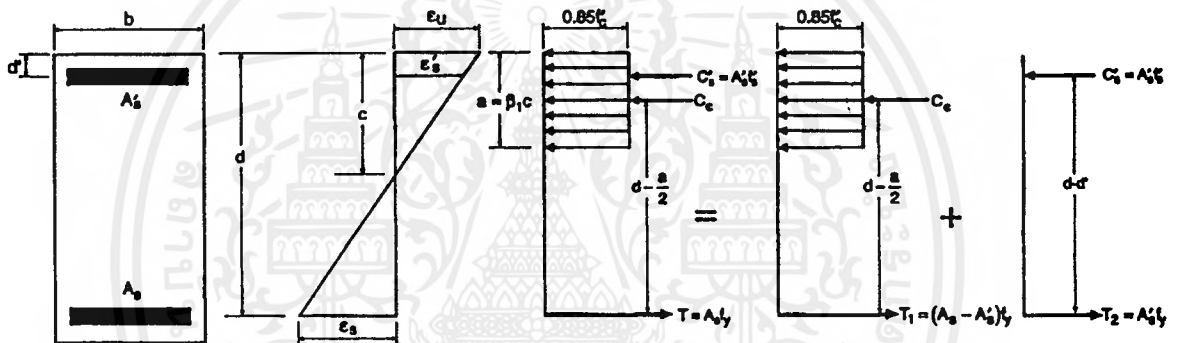 b
d'
A's
As
d
εu
ε's
c
εs
0.85f'c
a = β1c
C's = A'sf's
Cc
d - a/2
T = Asfy
=
0.85f'c
Cc
d - a/2
T1 = (As - A's)fy
+
C's = A'sf's
d-d'
T2 = A'sfy